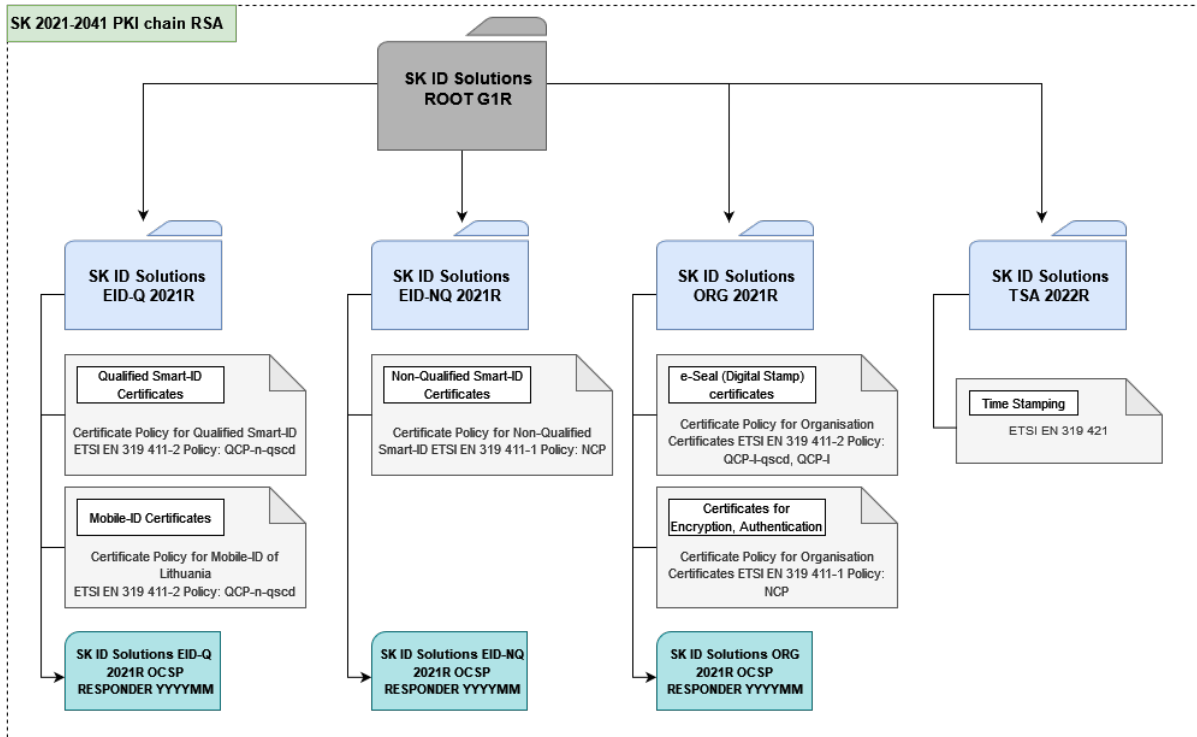 SK 2021-2041 PKI chain RSA
SK ID Solutions
ROOT G1R
SK ID Solutions
EID-Q 2021R
SK ID Solutions
EID-NQ 2021R
SK ID Solutions
ORG 2021R
SK ID Solutions
TSA 2022R
Qualified Smart-ID
Certificates
Certificate Policy for Qualified Smart-ID
ETSI EN 319 411-2 Policy: QCP-n-qscd
Non-Qualified Smart-ID
Certificates
Certificate Policy for Non-Qualified
Smart-ID ETSI EN 319 411-1 Policy: NCP
e-Seal (Digital Stamp)
certificates
Certificate Policy for Organisation
Certificates ETSI EN 319 411-2 Policy:
QCP-l-qscd, QCP-l
Time Stamping
ETSI EN 319 421
Mobile-ID Certificates
Certificate Policy for Mobile-ID of
Lithuania
ETSI EN 319 411-2 Policy: QCP-n-qscd
Certificates for
Encryption, Authentication
Certificate Policy for Organisation
Certificates ETSI EN 319 411-1 Policy:
NCP
SK ID Solutions EID-Q
2021R OCSP
RESPONDER YYYYMM
SK ID Solutions EID-NQ
2021R OCSP
RESPONDER YYYYMM
SK ID Solutions ORG
2021R OCSP
RESPONDER YYYYMM